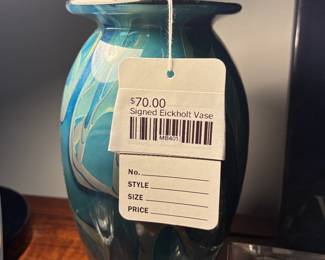 $70.00
Signed Eickholt Vase
MB401
No.
STYLE
SIZE
PRICE